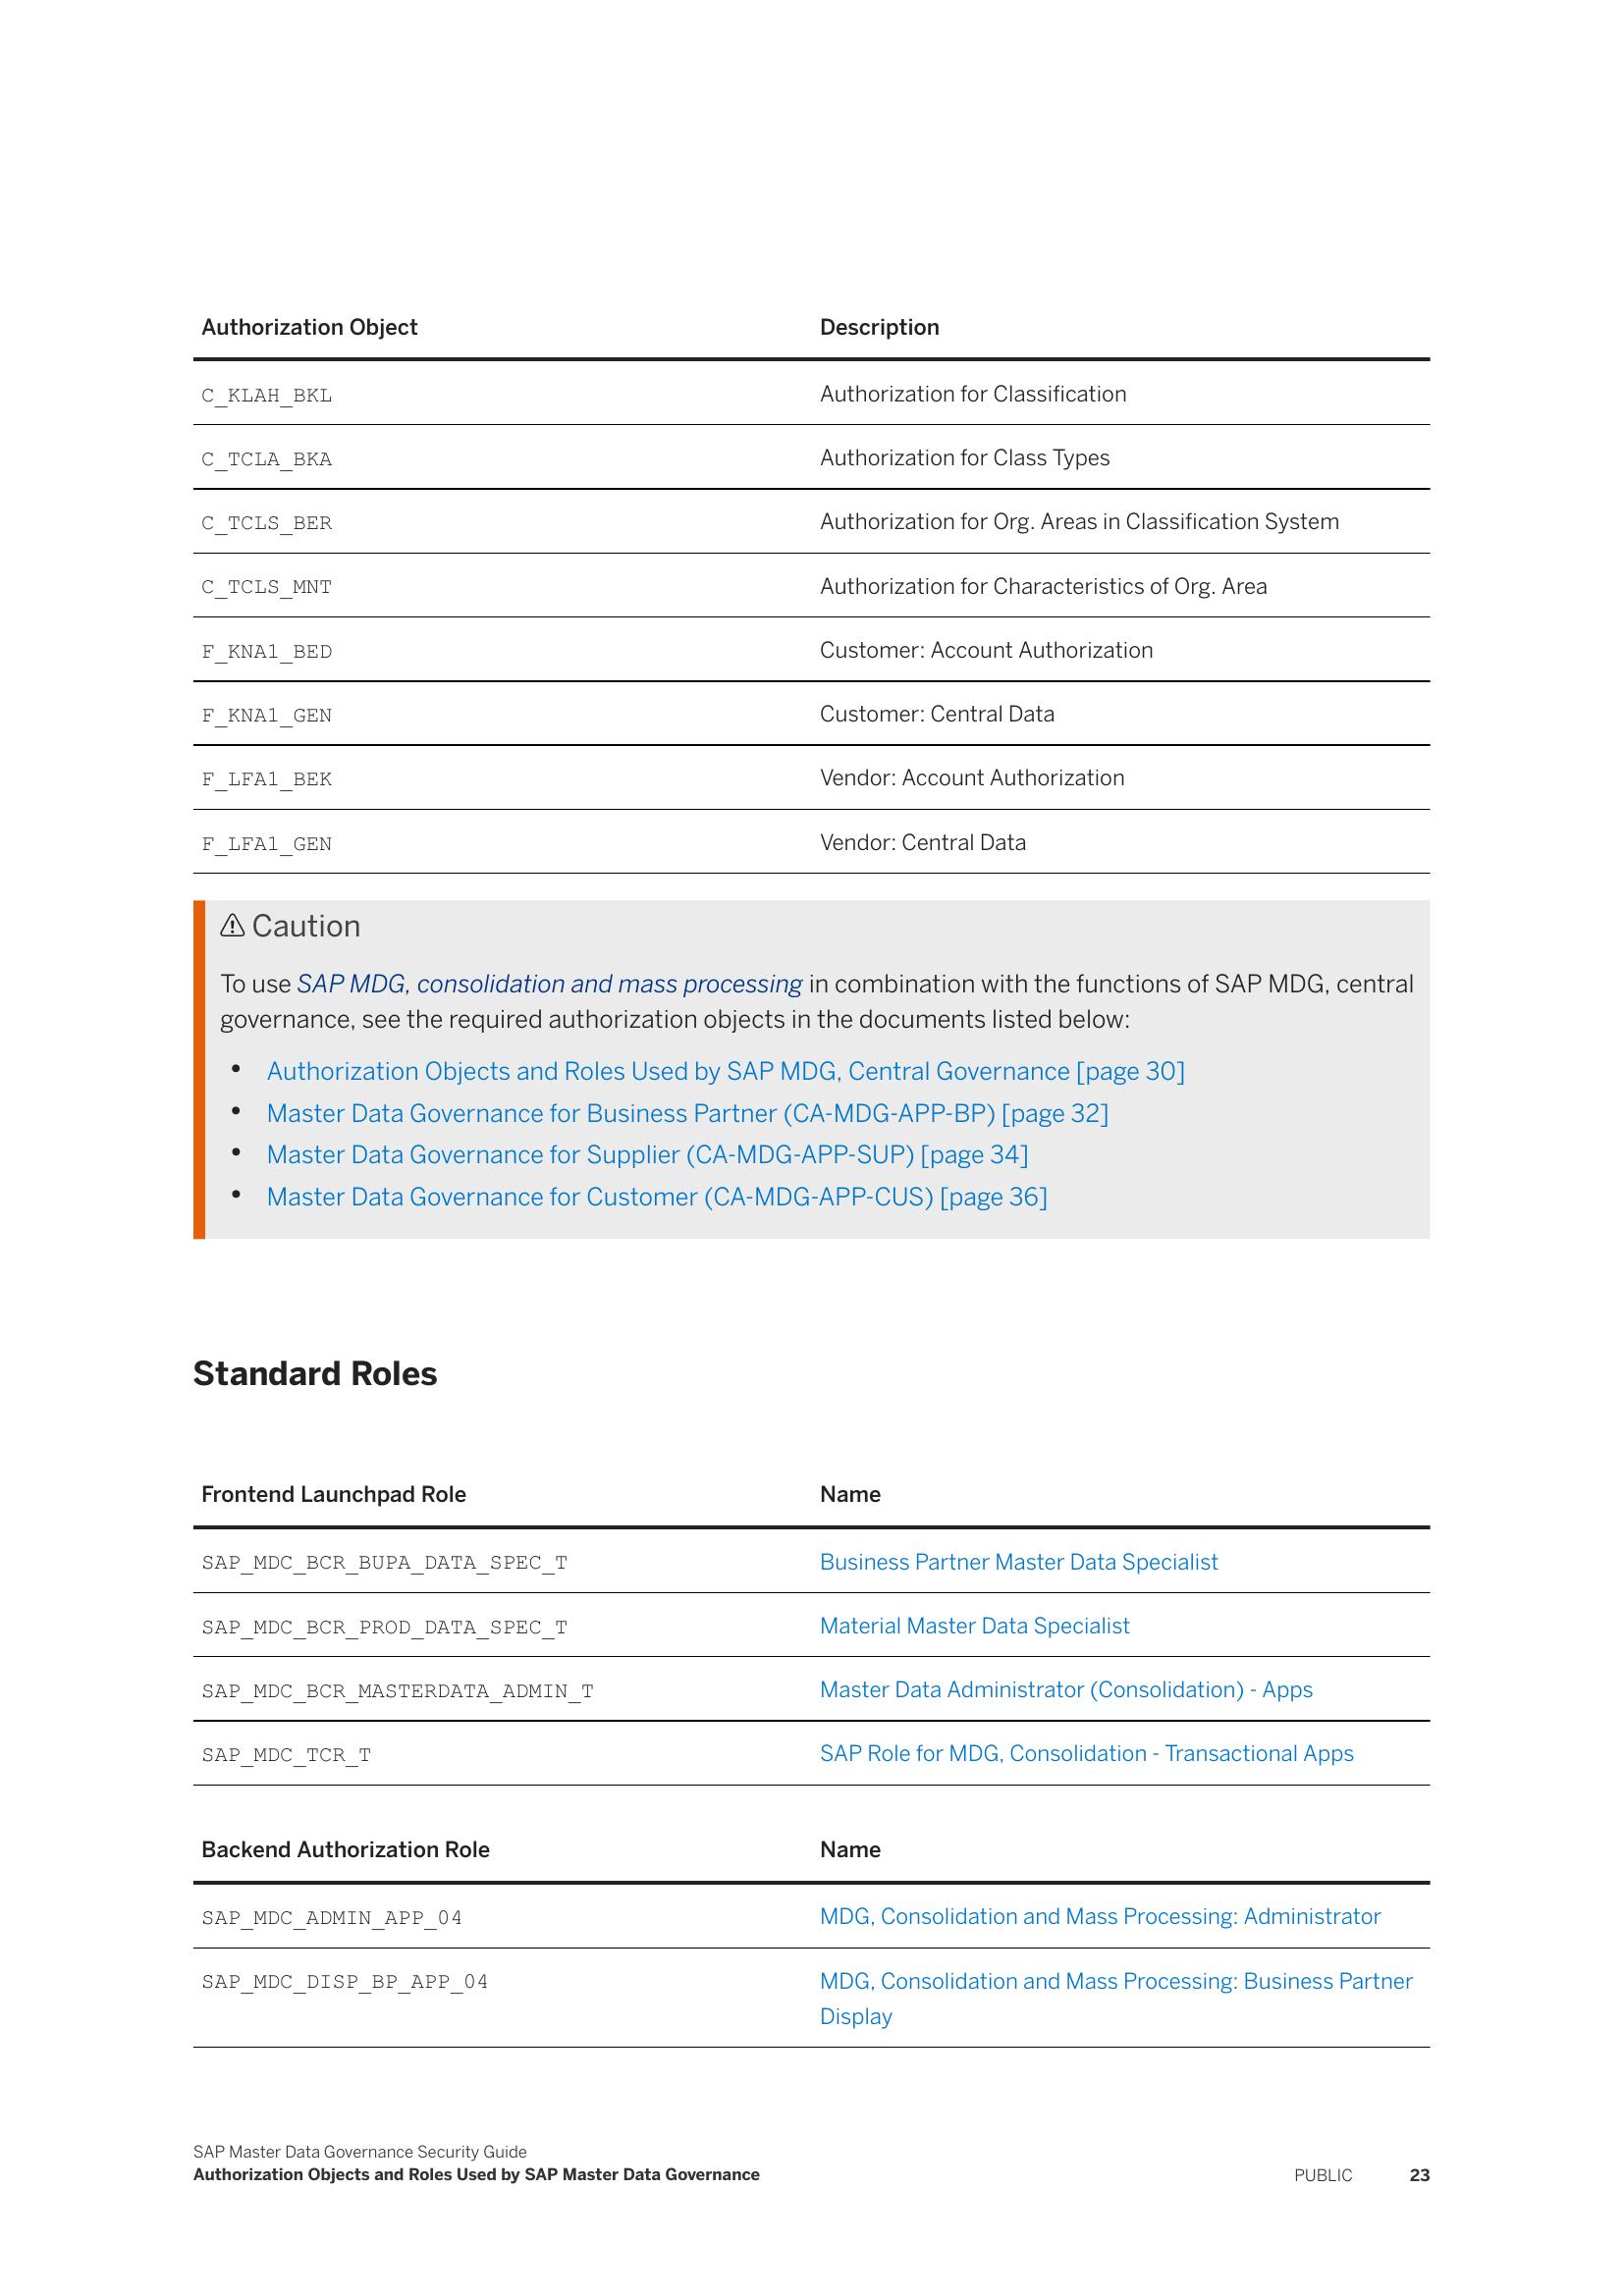 Authorization Object Description
C_KLAH_BKL Authorization for Classification
C_TCLA_BKA Authorization for Class Types
C_TCLS_BER Authorization for Org. Areas in Classification System
C_TCLS_MNT Authorization for Characteristics of Org. Area
F_KNA1_BED Customer: Account Authorization
F_KNA1_GEN Customer: Central Data
F_LFA1_BEK Vendor: Account Authorization
F_LFA1_GEN Vendor: Central Data
⚠ Caution
To use SAP MDG, consolidation and mass processing in combination with the functions of SAP MDG, central
governance, see the required authorization objects in the documents listed below:
• Authorization Objects and Roles Used by SAP MDG, Central Governance [page 30]
• Master Data Governance for Business Partner (CA-MDG-APP-BP) [page 32]
• Master Data Governance for Supplier (CA-MDG-APP-SUP) [page 34]
• Master Data Governance for Customer (CA-MDG-APP-CUS) [page 36]
Standard Roles
Frontend Launchpad Role Name
SAP_MDC_BCR_BUPA_DATA_SPEC_T Business Partner Master Data Specialist
SAP_MDC_BCR_PROD_DATA_SPEC_T Material Master Data Specialist
SAP_MDC_BCR_MASTERDATA_ADMIN_T Master Data Administrator (Consolidation) - Apps
SAP_MDC_TCR_T SAP Role for MDG, Consolidation - Transactional Apps
Backend Authorization Role Name
SAP_MDC_ADMIN_APP_04 MDG, Consolidation and Mass Processing: Administrator
SAP_MDC_DISP_BP_APP_04 MDG, Consolidation and Mass Processing: Business Partner
Display
SAP Master Data Governance Security Guide
Authorization Objects and Roles Used by SAP Master Data Governance PUBLIC 23